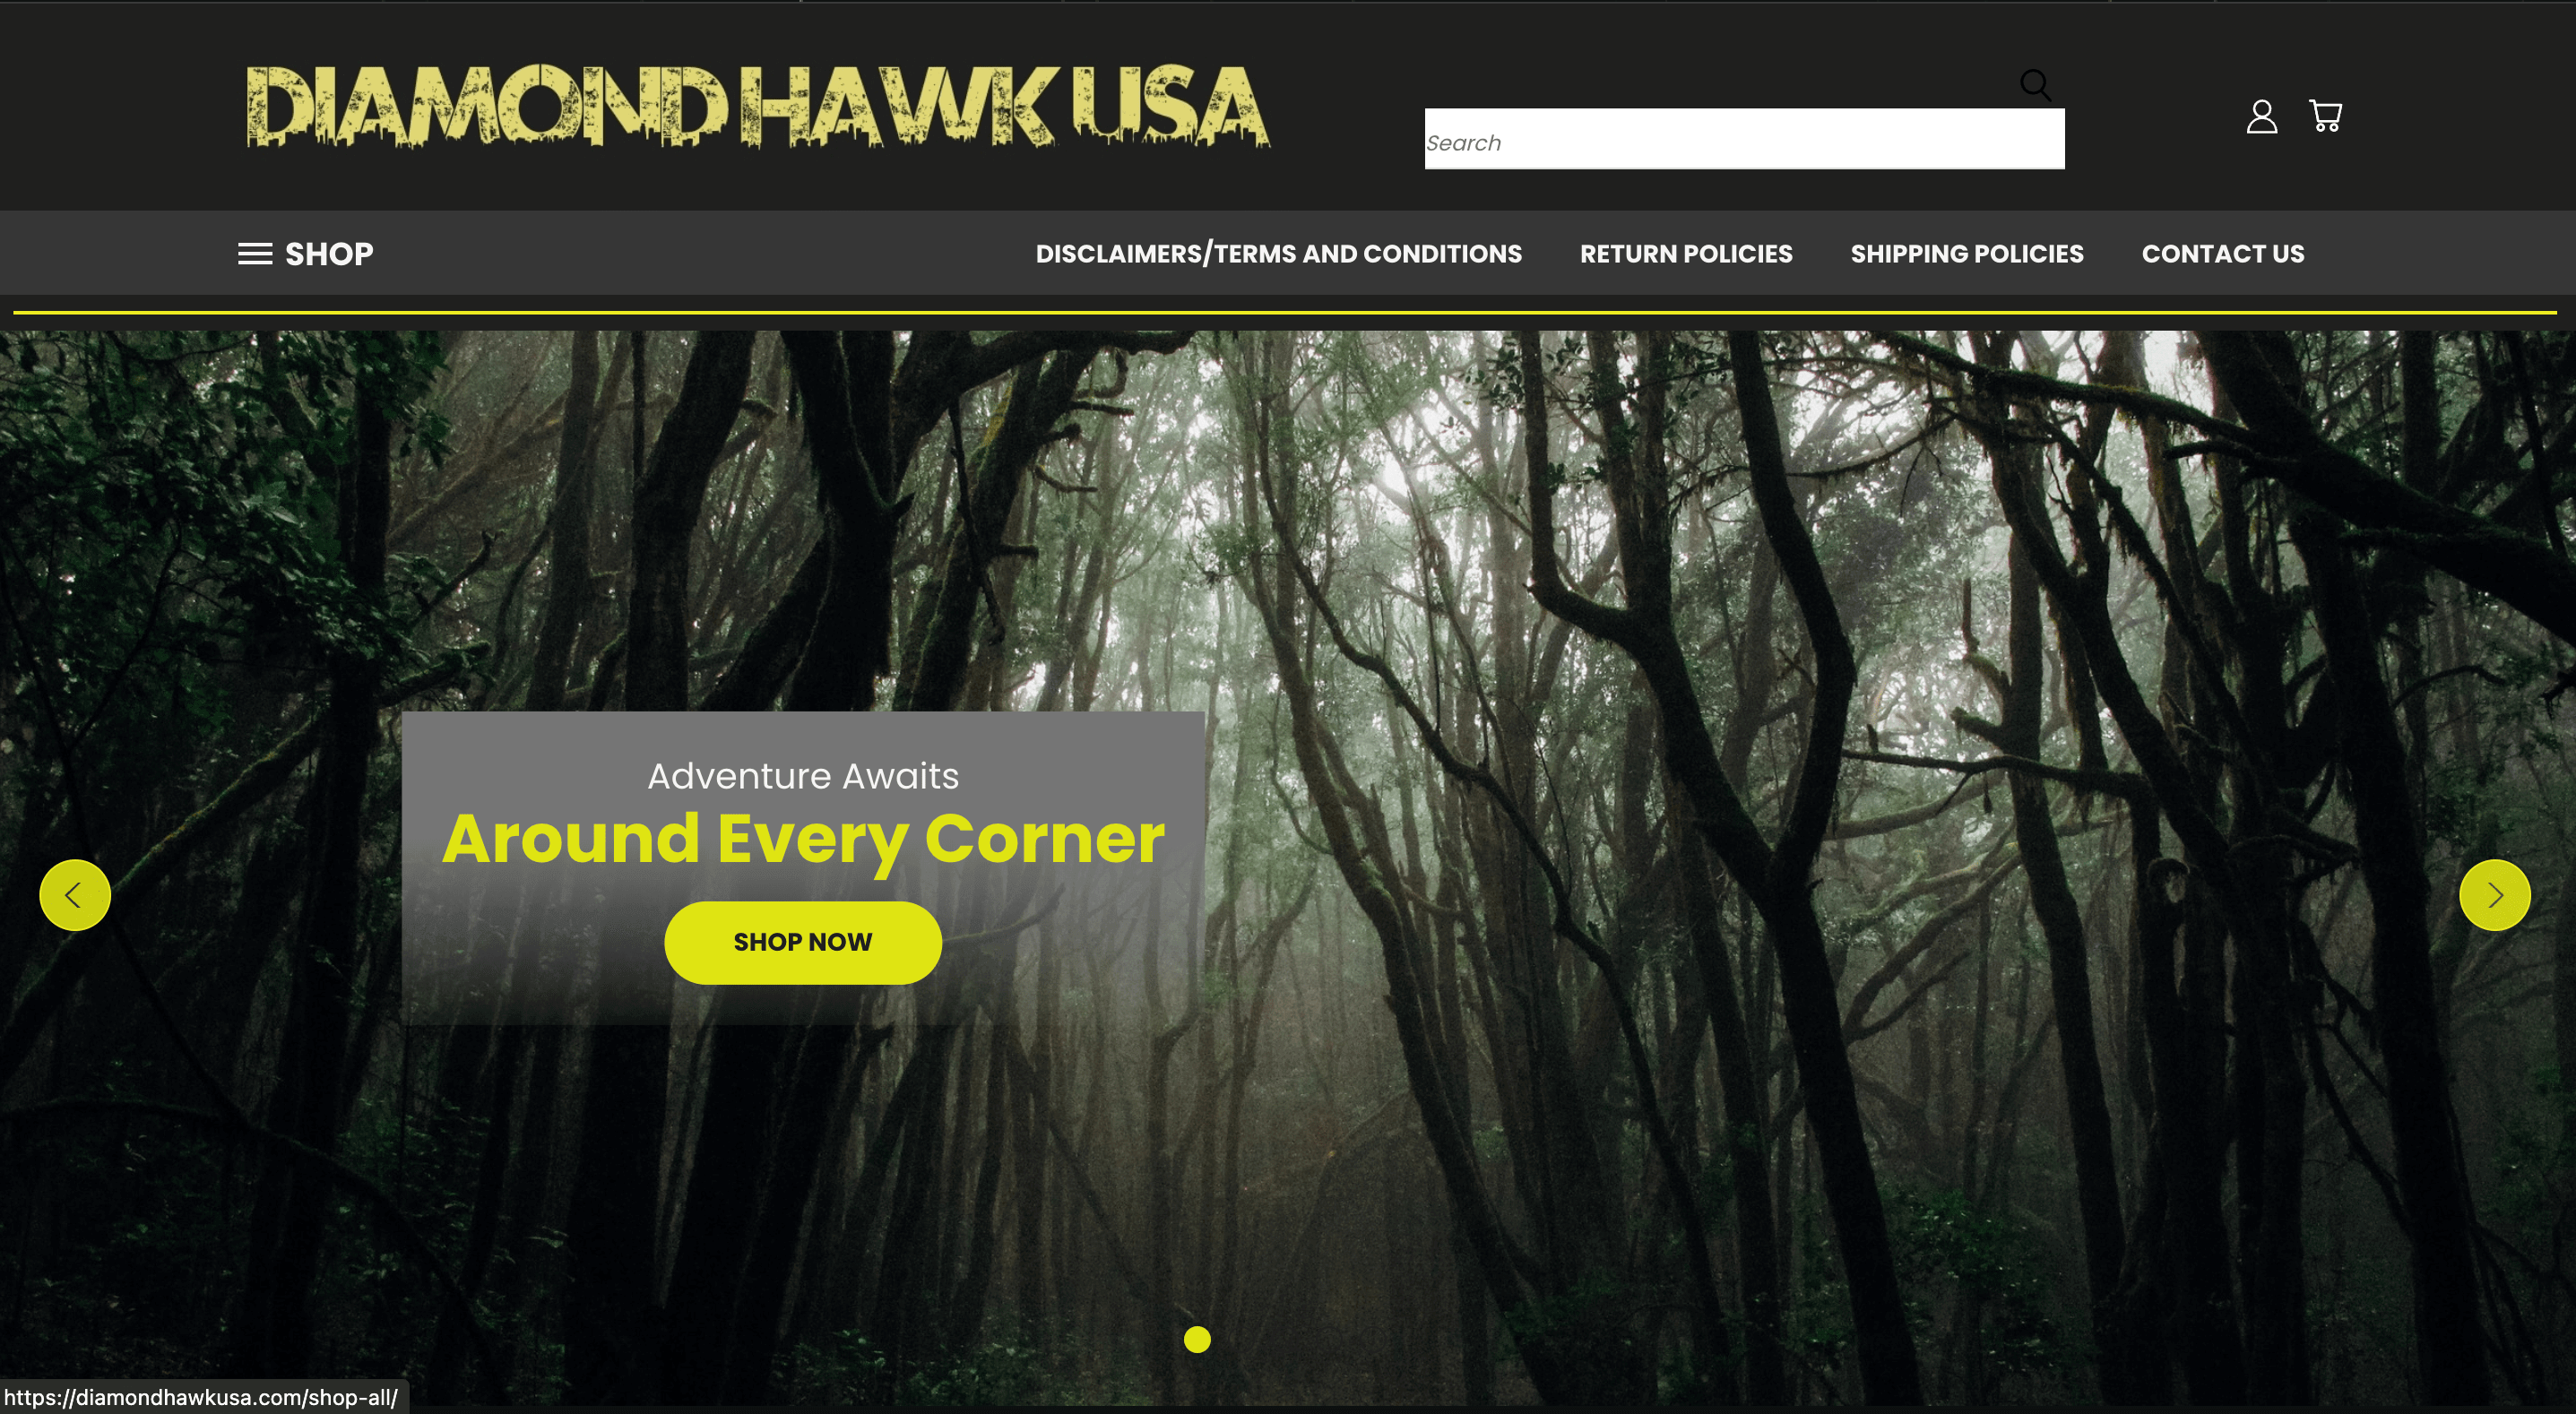 DIAMOND HAWK USA
Search
SHOP
DISCLAIMERS/TERMS AND CONDITIONS
RETURN POLICIES
SHIPPING POLICIES
CONTACT US
Adventure Awaits
Around Every Corner
SHOP NOW
https://diamondhawkusa.com/shop-all/